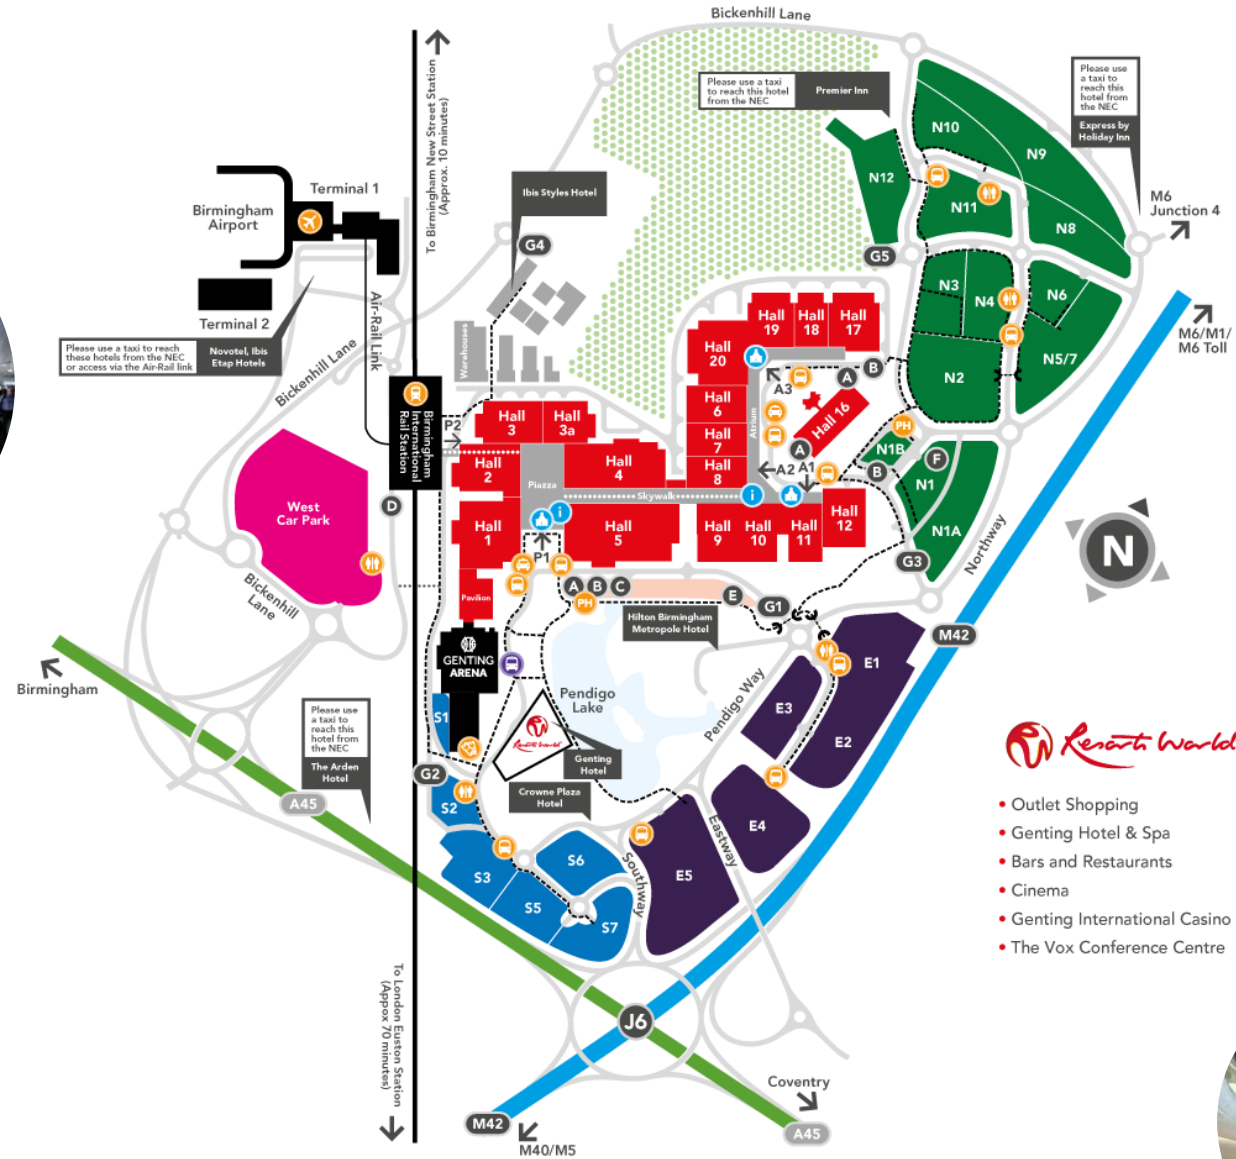 Bickenhill Lane
To Birmingham New Street Station
(Approx. 10 minutes)
Please use a taxi
to reach this hotel
from the NEC
Premier Inn
Please use
a taxi to
reach this
hotel from
the NEC
Express by
Holiday Inn
N10
N9
N12
N11
N8
M6
Junction 4
Terminal 1
Birmingham
Airport
Ibis Styles Hotel
G4
G5
N3
N4
N6
Terminal 2
Air-Rail Link
Please use a taxi to reach
these hotels from the NEC
or access via the Air-Rail link
Novotel, Ibis
Etap Hotels
Bickenhill Lane
Warehouses
Hall
19
Hall
18
Hall
17
Hall
20
M6/M1/
M6 Toll
N5/7
N2
A3
A
B
Birmingham
International
Rail Station
P2
Hall
3
Hall
3a
Hall
6
Hall
7
Hall
8
Atrium
Hall 16
A
PH
N1B
F
B
N1
N1A
Hall
2
Hall
4
Piazza
Skywalk
i
A2
A1
West
Car Park
D
Hall
1
i
Hall
5
Hall
9
Hall
10
Hall
11
Hall
12
P1
G3
Northway
N
Pavilion
A
B
C
PH
E
G1
Hilton Birmingham
Metropole Hotel
Bickenhill
Lane
M42
GENTING
ARENA
E1
Birmingham
Pendigo
Lake
Pendigo Way
E3
E2
S1
Please use
a taxi to
reach this
hotel from
the NEC
The Arden
Hotel
Resorts World
Genting
Hotel
Crowne Plaza
Hotel
Resorts World
G2
S2
A45
E4
Eastway
• Outlet Shopping
• Genting Hotel & Spa
• Bars and Restaurants
• Cinema
• Genting International Casino
• The Vox Conference Centre
S6
S3
S5
S7
Southway
E5
To London Euston Station
(Appox 70 minutes)
J6
Coventry
M42
A45
M40/M5